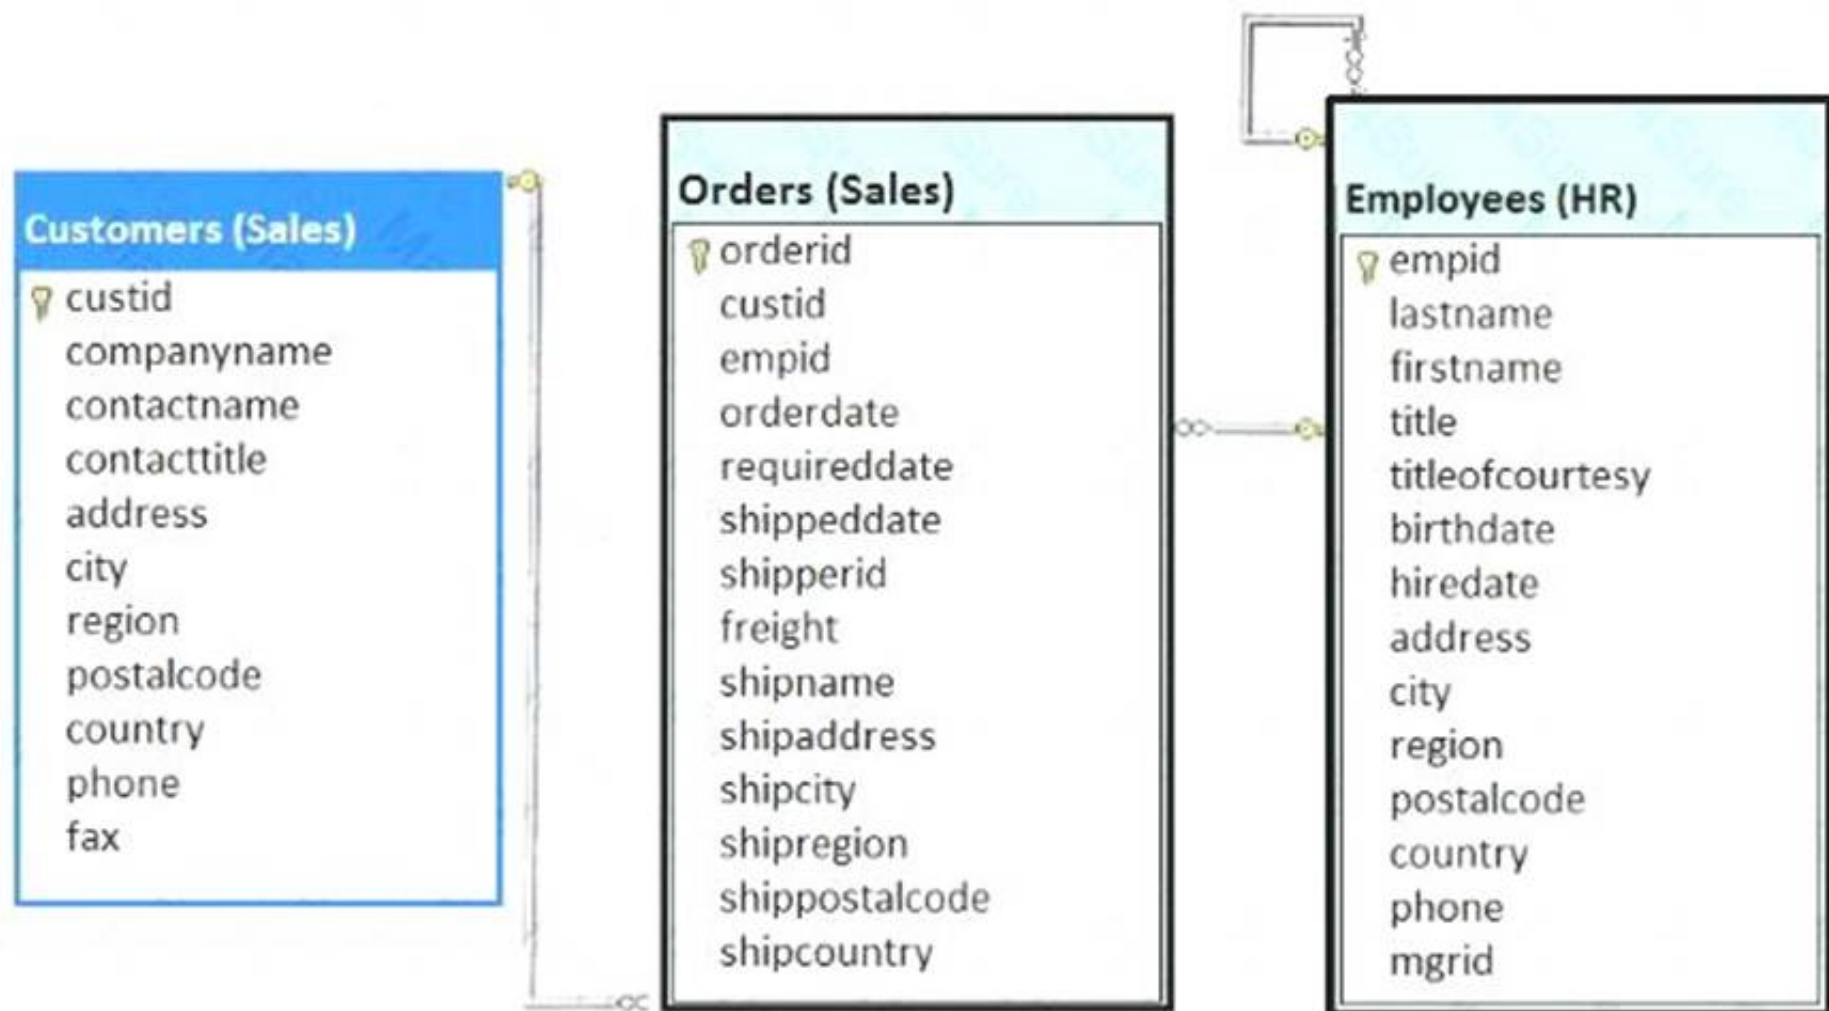 Customers (Sales)
custid
companyname
contactname
contacttitle
address
city
region
postalcode
country
phone
fax
Orders (Sales)
orderid
custid
empid
orderdate
requireddate
shippeddate
shipperid
freight
shipname
shipaddress
shipcity
shipregion
shippostalcode
shipcountry
Employees (HR)
empid
lastname
firstname
title
titleofcourtesy
birthdate
hiredate
address
city
region
postalcode
country
phone
mgrid